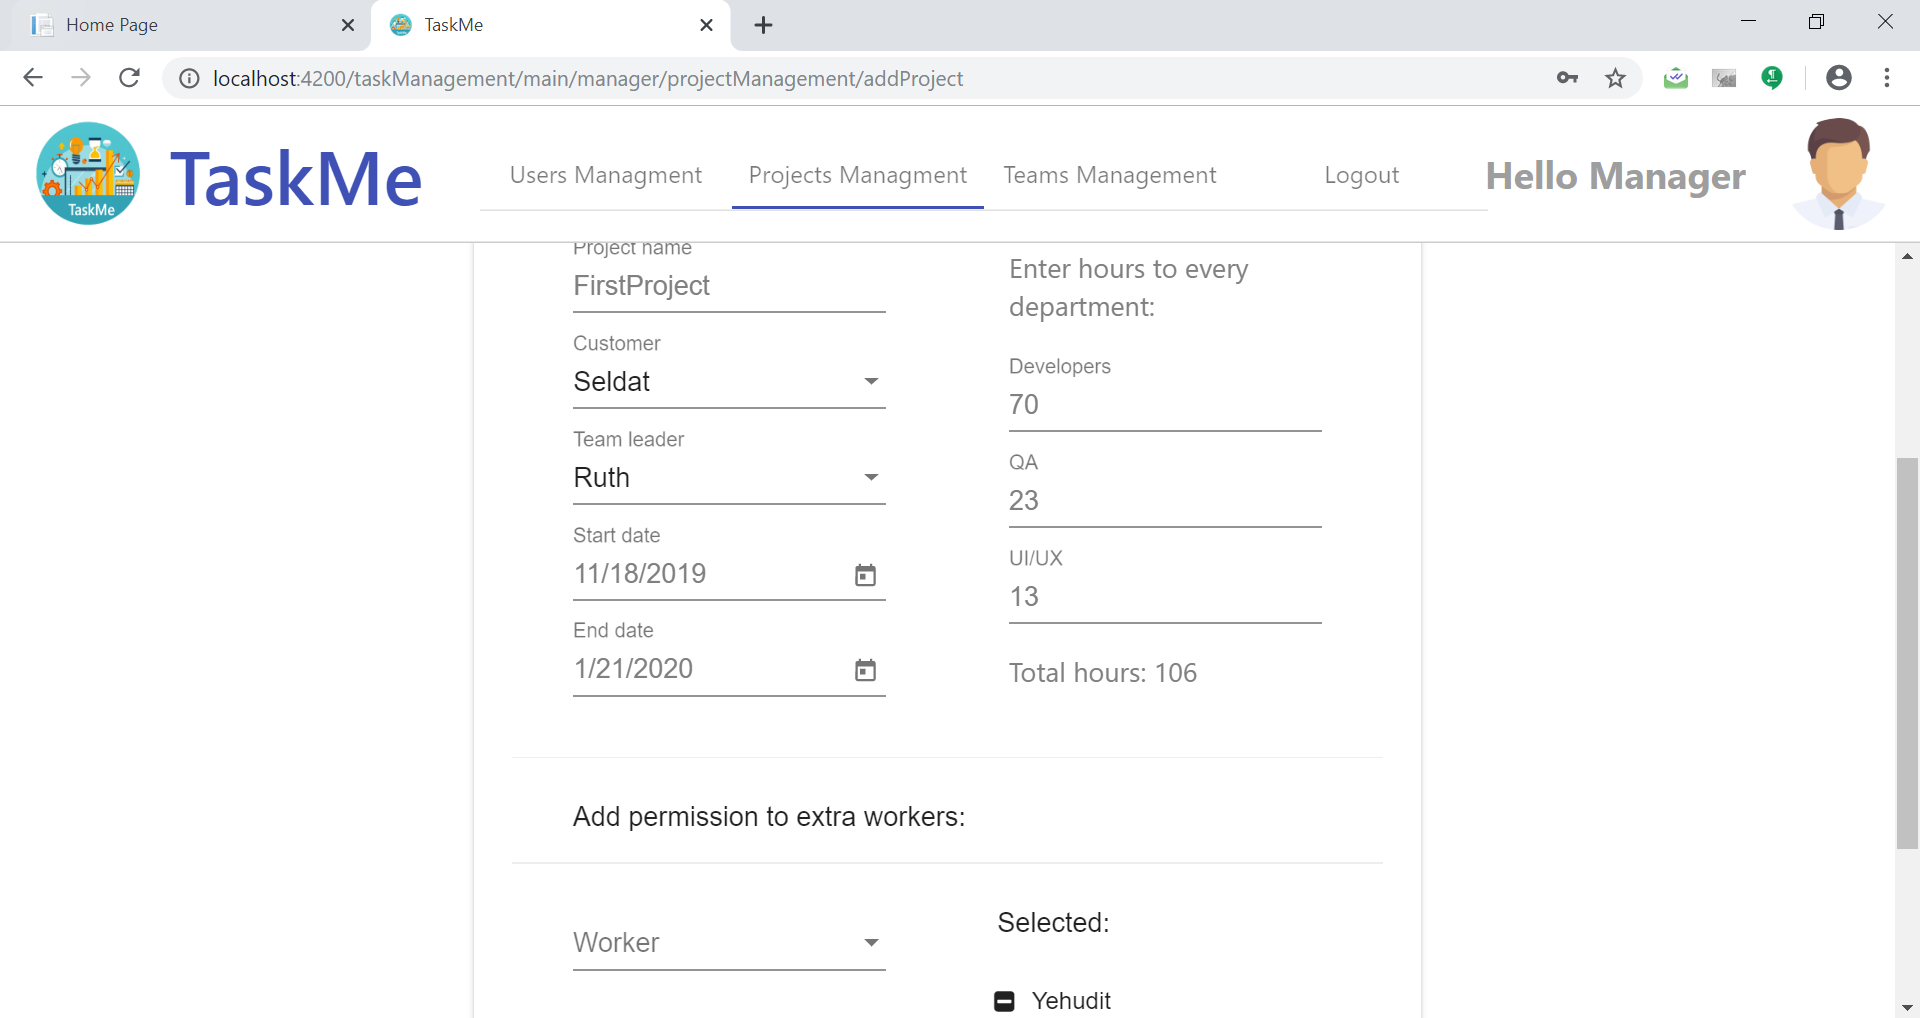 Home Page
TaskMe
localhost:4200/taskManagement/main/manager/projectManagement/addProject
TaskMe
TaskMe
Users Managment
Projects Managment
Teams Management
Logout
Hello Manager
Project name
FirstProject
Customer
Seldat
Team leader
Ruth
Start date
11/18/2019
End date
1/21/2020
Enter hours to every
department:
Developers
70
QA
23
UI/UX
13
Total hours: 106
Add permission to extra workers:
Worker
Selected:
Yehudit